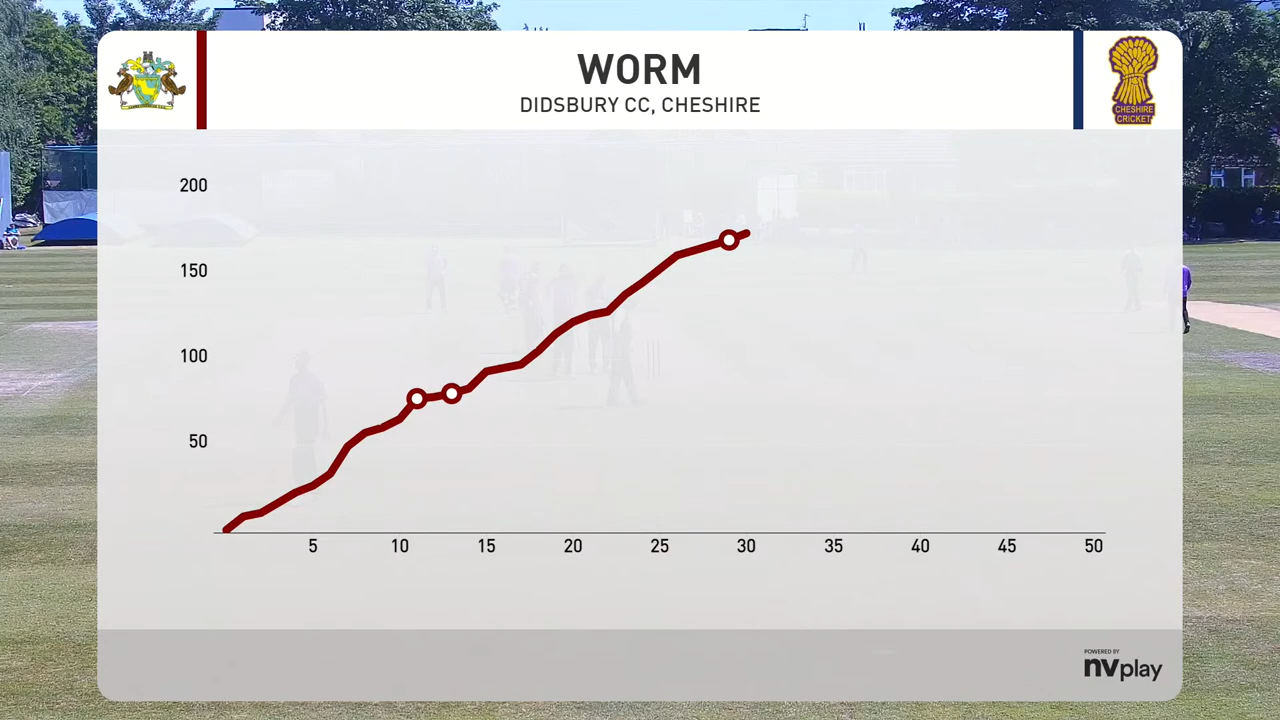 WORM
DIDSBURY CC, CHESHIRE
CHESHIRE
CRICKET
200
150
100
50
5 10 15 20 25 30 35 40 45 50
POWERED BY
nvplay